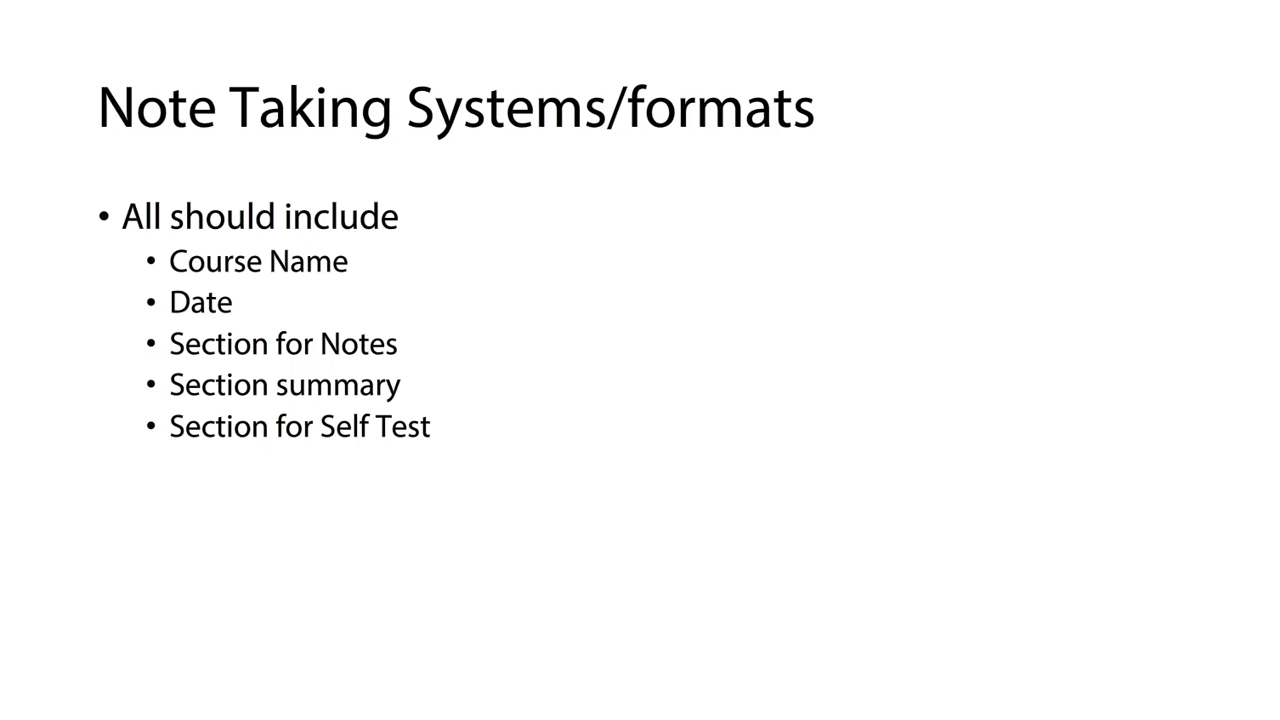 Note Taking Systems/formats
• All should include
• Course Name
• Date
• Section for Notes
• Section summary
• Section for Self Test